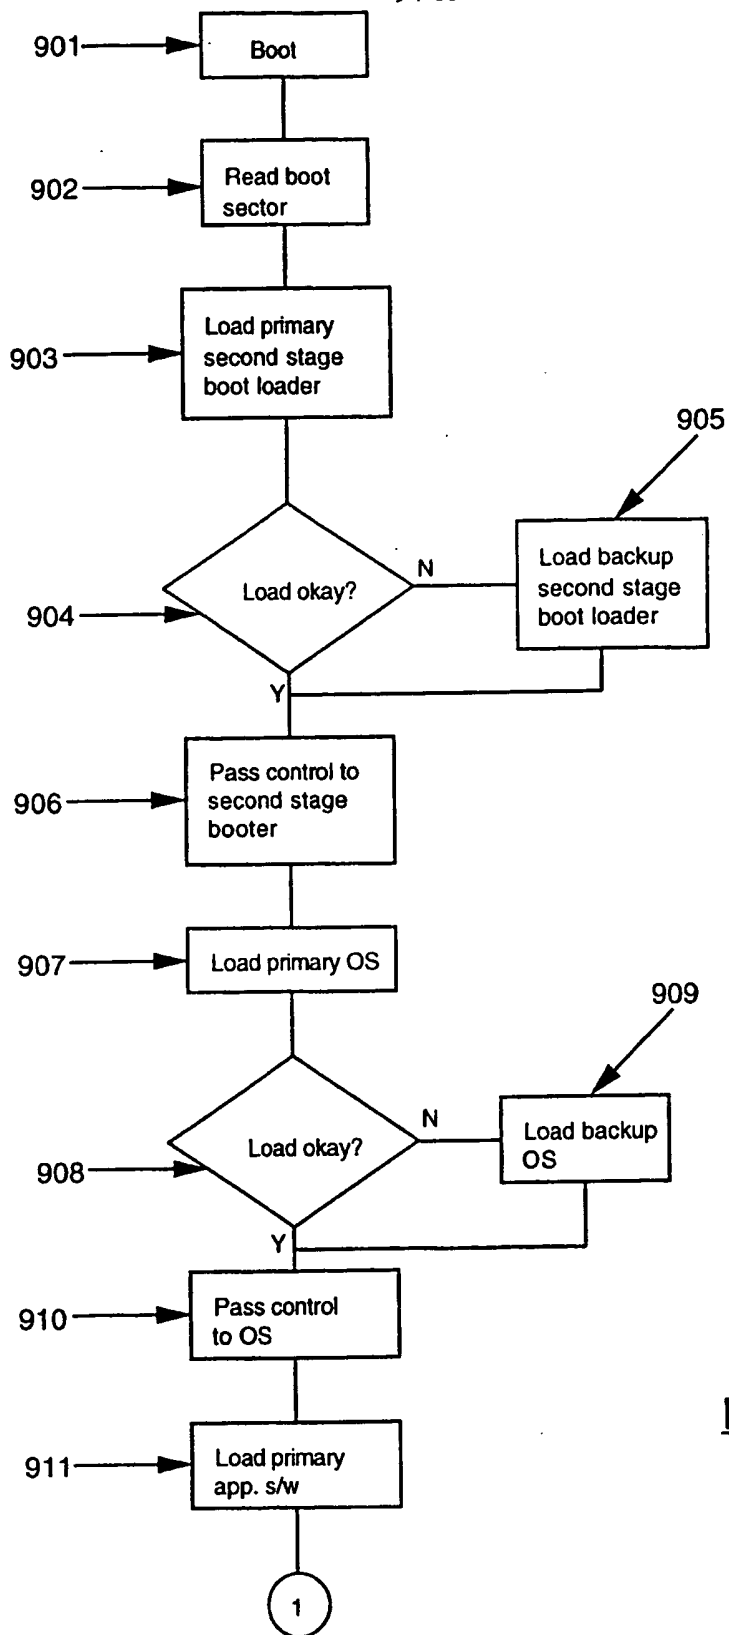 901
Boot
902
Read boot
sector
903
Load primary
second stage
boot loader
905
904
Load okay?
N
Load backup
second stage
boot loader
Y
906
Pass control to
second stage
booter
907
Load primary OS
909
908
Load okay?
N
Load backup
OS
Y
910
Pass control
to OS
911
Load primary
app. s/w
1